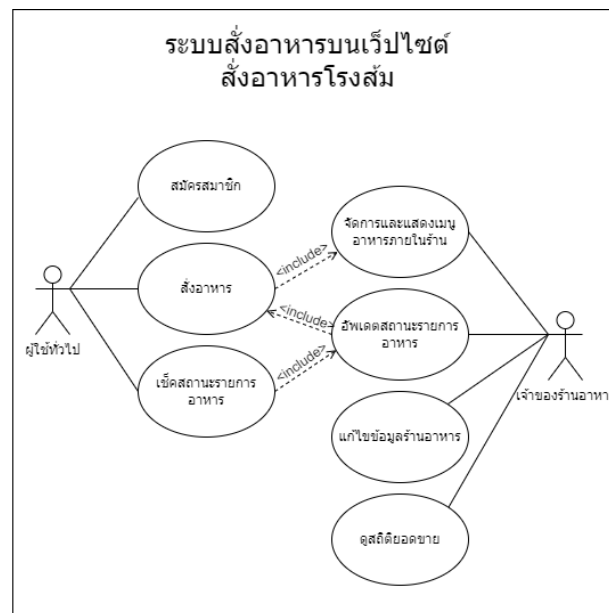 ระบบสั่งอาหารบนเว็ปไซต์
สั่งอาหารโรงส้ม
สมัครสมาชิก
จัดการและแสดงเมนู
อาหารภายในร้าน
<include>
สั่งอาหาร
<include>
อัพเดตสถานะรายการ
อาหาร
ผู้ใช้ทั่วไป
<include>
เช็คสถานะรายการ
อาหาร
เจ้าของร้านอาหา
แก้ไขข้อมูลร้านอาหาร
ดูสถิติยอดขาย